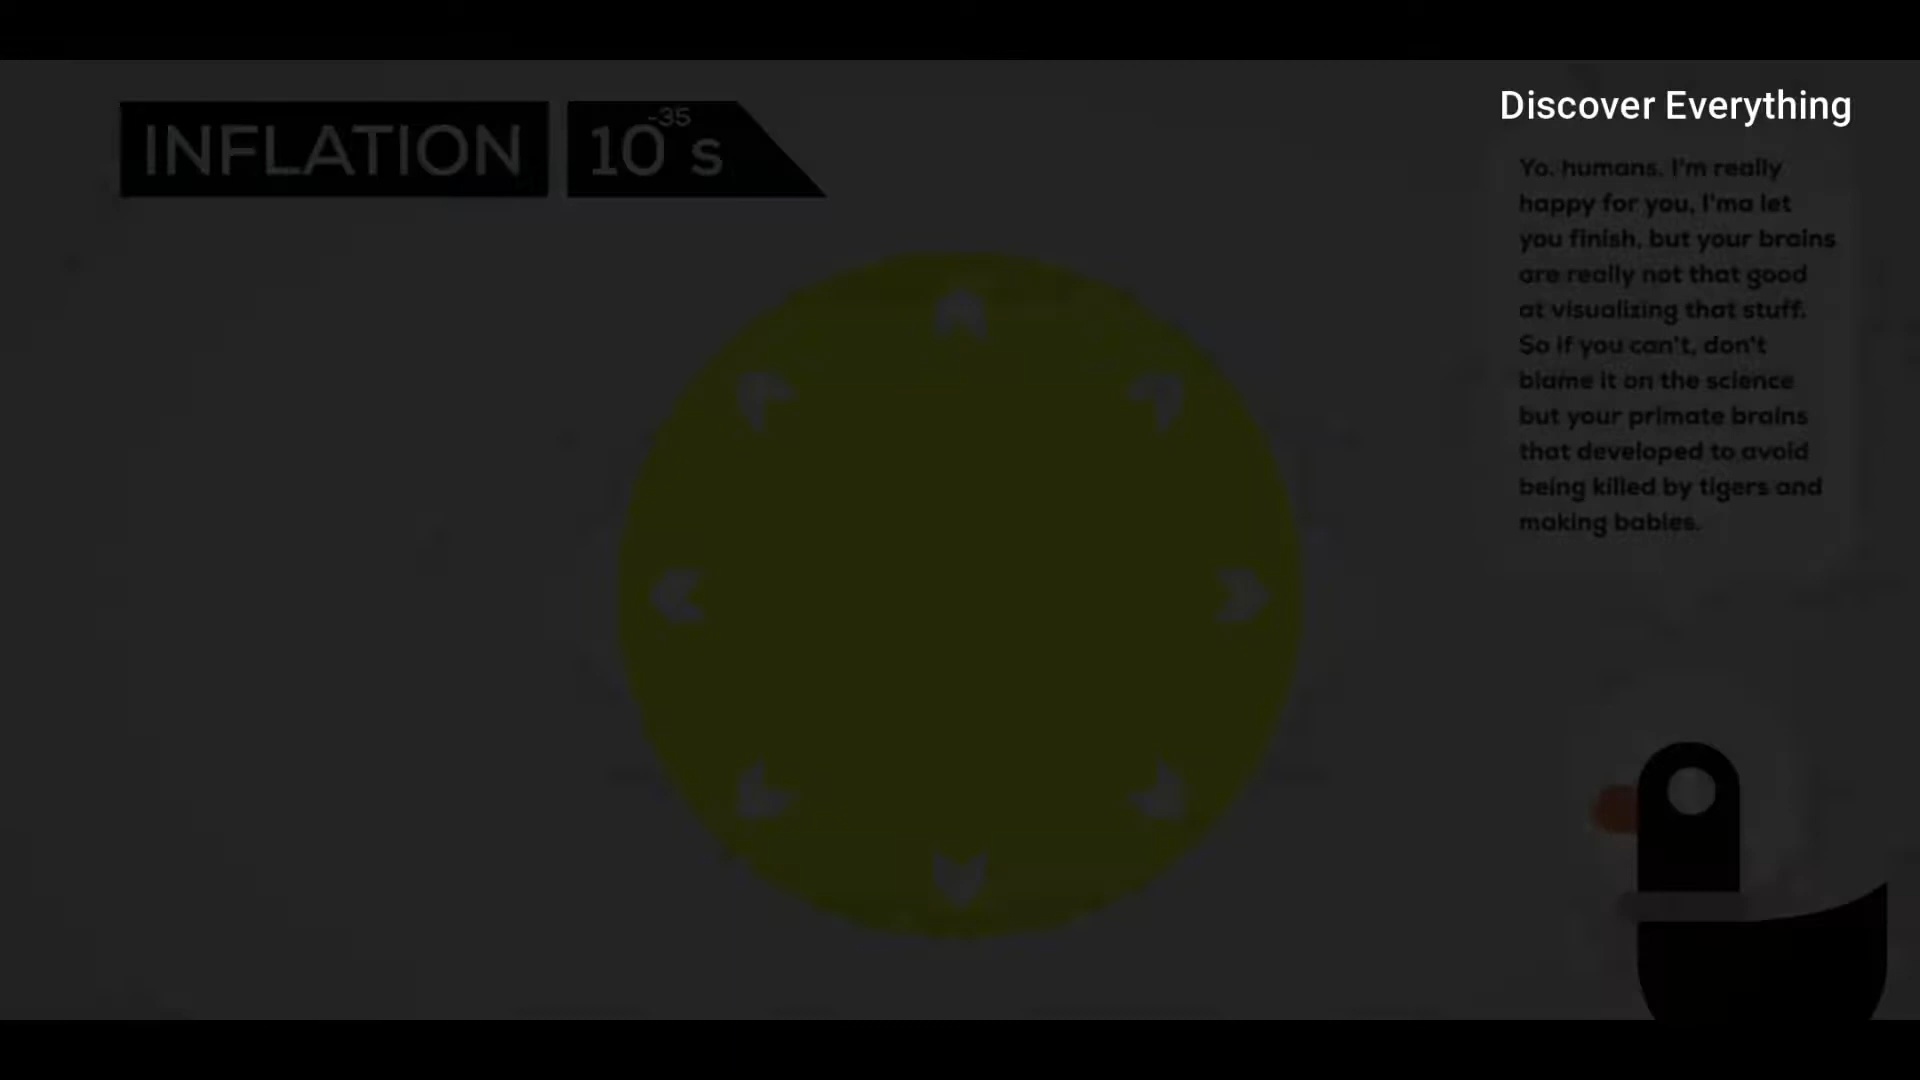 INFLATION 10-35s
Discover Everything
Yo. humans. I'm really
happy for you, I'ma let
you finish, but your brains
are really not that good
at visualizing that stuff.
So if you can't, don't
blame it on the science
but your primate brains
that developed to avoid
being killed by tigers and
making babies.